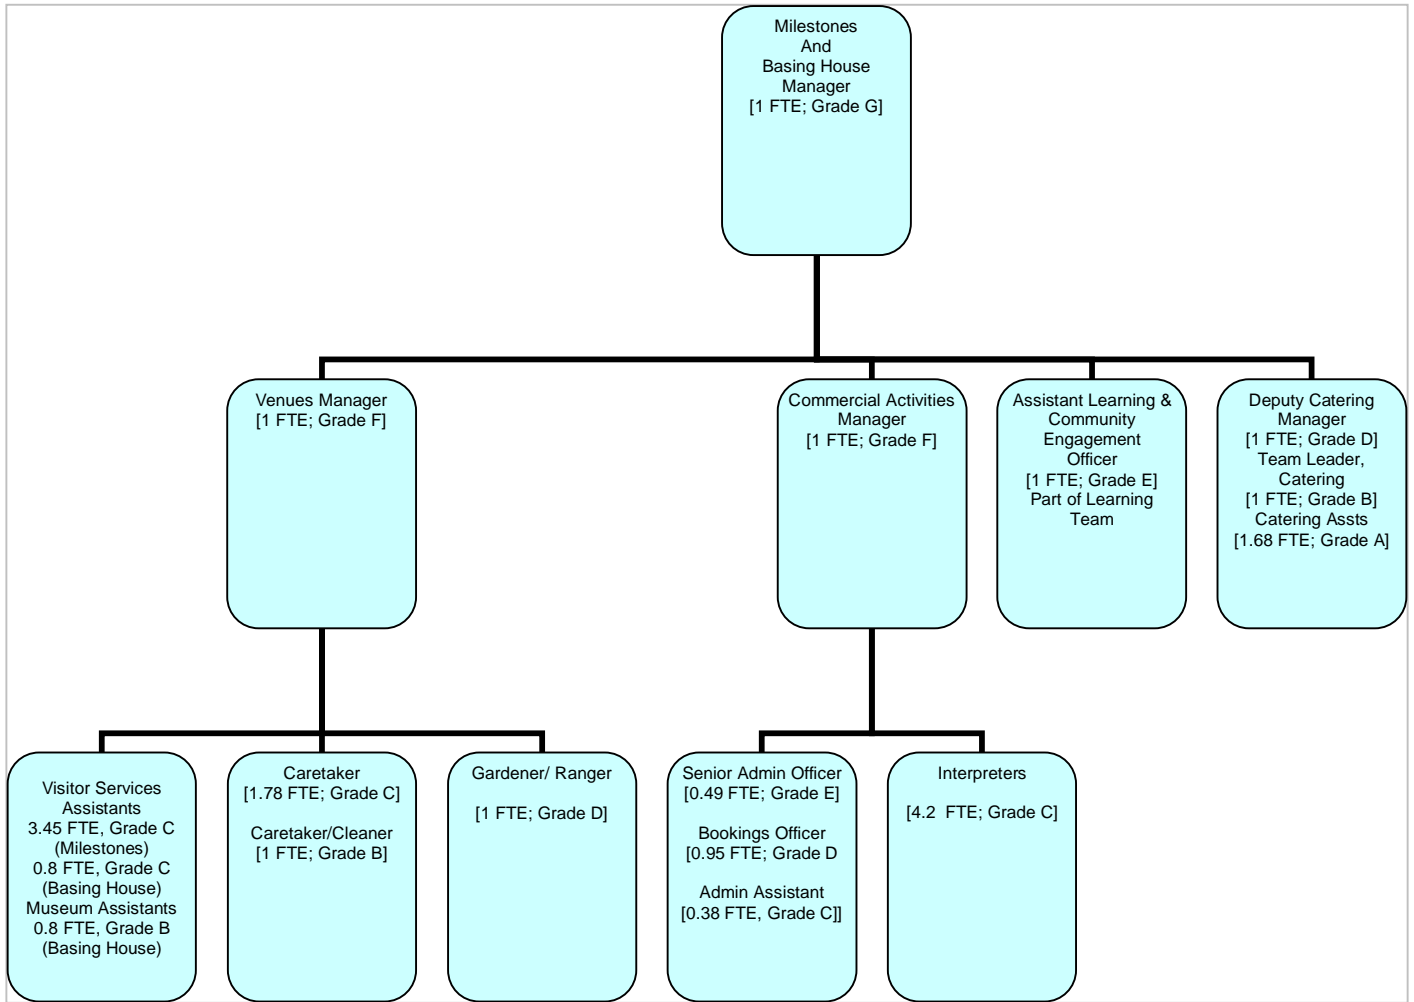 Milestones
And
Basing House
Manager
[1 FTE; Grade G]
Venues Manager
[1 FTE; Grade F]
Commercial Activities
Manager
[1 FTE; Grade F]
Assistant Learning &
Community
Engagement
Officer
[1 FTE; Grade E]
Part of Learning
Team
Deputy Catering
Manager
[1 FTE; Grade D]
Team Leader,
Catering
[1 FTE; Grade B]
Catering Assts
[1.68 FTE; Grade A]
Visitor Services
Assistants
3.45 FTE, Grade C
(Milestones)
0.8 FTE, Grade C
(Basing House)
Museum Assistants
0.8 FTE, Grade B
(Basing House)
Caretaker
[1.78 FTE; Grade C]
Caretaker/Cleaner
[1 FTE; Grade B]
Gardener/ Ranger
[1 FTE; Grade D]
Senior Admin Officer
[0.49 FTE; Grade E]
Bookings Officer
[0.95 FTE; Grade D
Admin Assistant
[0.38 FTE, Grade C]]
Interpreters
[4.2  FTE; Grade C]